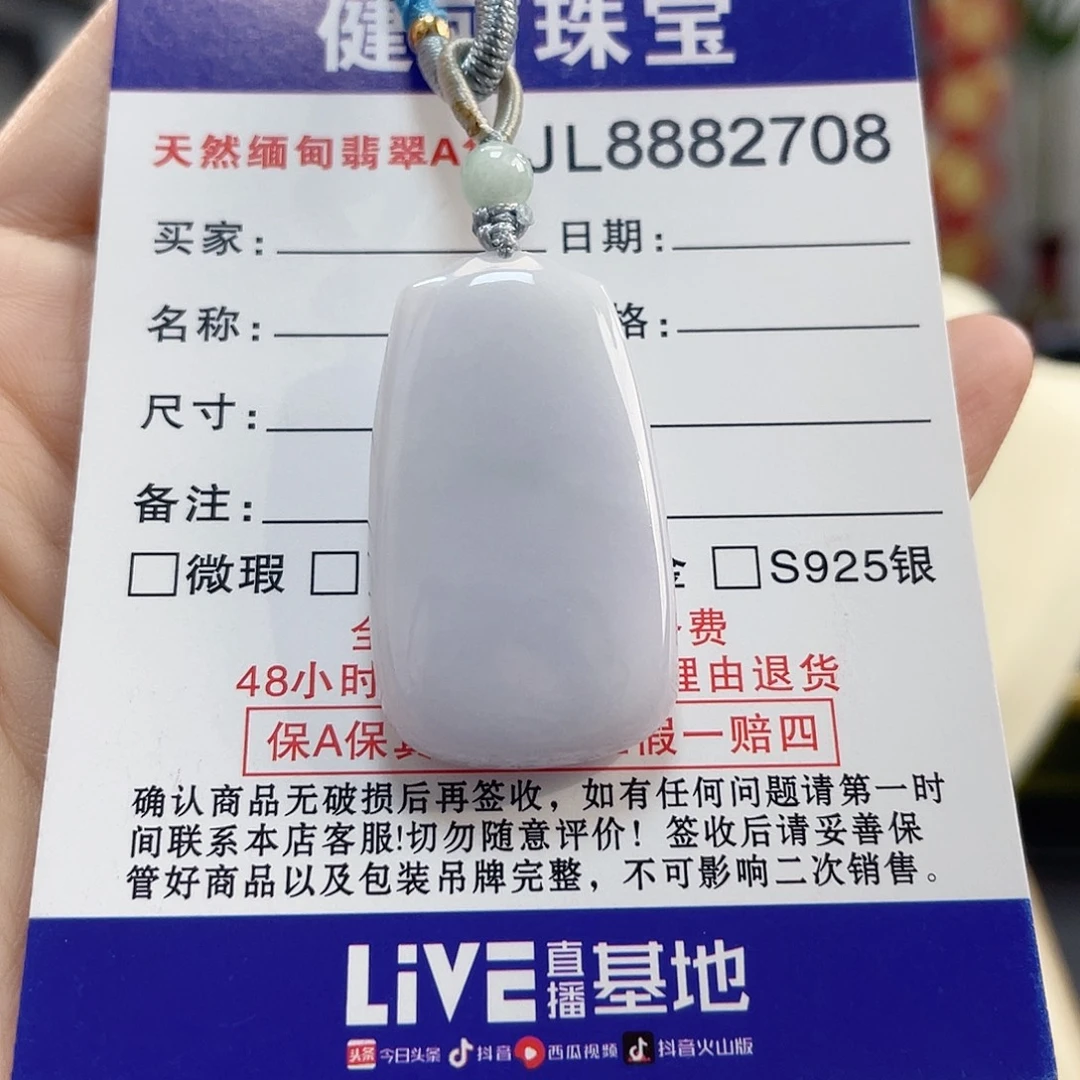 健 珠宝
天然缅甸翡翠A JL8882708
买家: 日期:
名称: 格:
尺寸:
备注:
微瑕 S925银
费
48小时 理由退货
保A保真 假一赔四
确认商品无破损后再签收，如有任何问题请第一时
间联系本店客服!切勿随意评价！签收后请妥善保
管好商品以及包装吊牌完整，不可影响二次销售。
LiVE 直播 基地
头条 今日头条 抖音 西瓜视频 抖音火山版